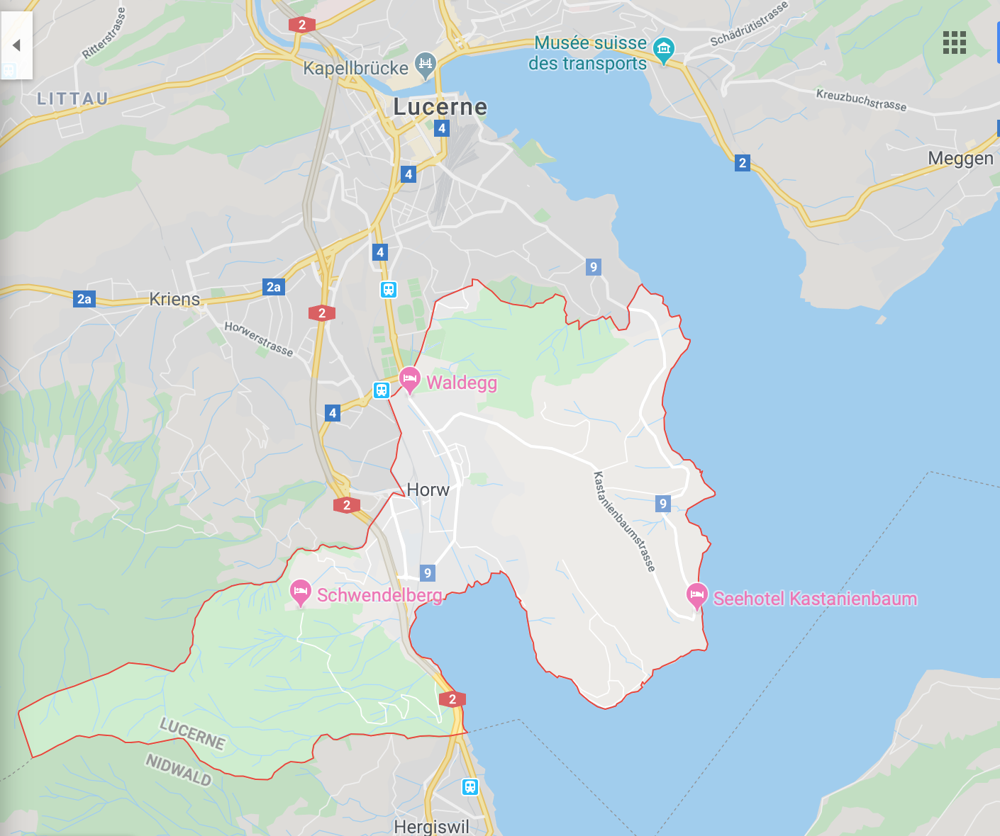 2
Ritterstrasse
Schädrütistrasse
Musée suisse
des transports
Kapellbrücke
LITTAU
Lucerne
Kreuzbuchstrasse
4
Meggen
2
4
4
9
2a
2a
Kriens
2
Horwerstrasse
Waldegg
4
Horw
Kastanienbaumstrasse
9
2
9
Schwendelberg
Seehotel Kastanienbaum
2
LUCERNE
NIDWALD
Hergiswil